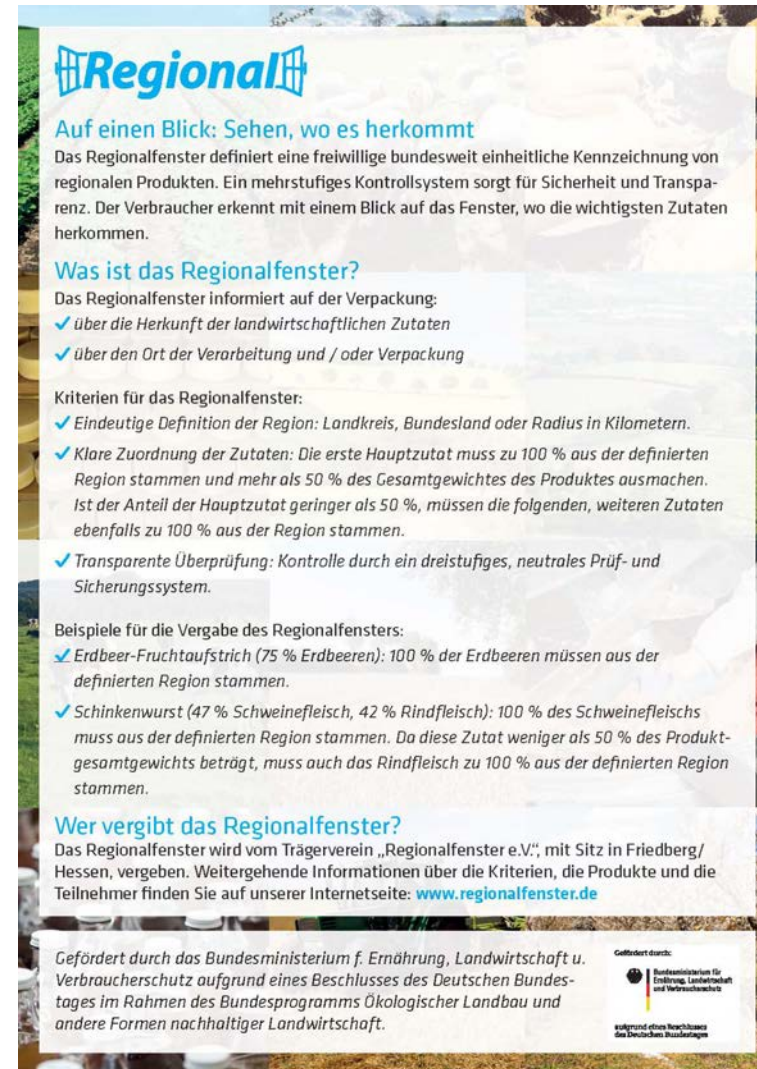 Regional
Auf einen Blick: Sehen, wo es herkommt
Das Regionalfenster definiert eine freiwillige bundesweit einheitliche Kennzeichnung von
regionalen Produkten. Ein mehrstufiges Kontrollsystem sorgt für Sicherheit und Transpa-
renz. Der Verbraucher erkennt mit einem Blick auf das Fenster, wo die wichtigsten Zutaten
herkommen.
Was ist das Regionalfenster?
Das Regionalfenster informiert auf der Verpackung:
✓ über die Herkunft der landwirtschaftlichen Zutaten
✓ über den Ort der Verarbeitung und / oder Verpackung
Kriterien für das Regionalfenster:
✓ Eindeutige Definition der Region: Landkreis, Bundesland oder Radius in Kilometern.
✓ Klare Zuordnung der Zutaten: Die erste Hauptzutat muss zu 100 % aus der definierten
Region stammen und mehr als 50 % des Gesamtgewichtes des Produktes ausmachen.
Ist der Anteil der Hauptzutat geringer als 50 %, müssen die folgenden, weiteren Zutaten
ebenfalls zu 100 % aus der Region stammen.
✓ Transparente Überprüfung: Kontrolle durch ein dreistufiges, neutrales Prüf- und
Sicherungssystem.
Beispiele für die Vergabe des Regionalfensters:
✓ Erdbeer-Fruchtaufstrich (75 % Erdbeeren): 100 % der Erdbeeren müssen aus der
definierten Region stammen.
✓ Schinkenwurst (47 % Schweinefleisch, 42 % Rindfleisch): 100 % des Schweinefleischs
muss aus der definierten Region stammen. Da diese Zutat weniger als 50 % des Produkt-
gesamtgewichts beträgt, muss auch das Rindfleisch zu 100 % aus der definierten Region
stammen.
Wer vergibt das Regionalfenster?
Das Regionalfenster wird vom Trägerverein „Regionalfenster e.V.“, mit Sitz in Friedberg/
Hessen, vergeben. Weitergehende Informationen über die Kriterien, die Produkte und die
Teilnehmer finden Sie auf unserer Internetseite: www.regionalfenster.de
Gefördert durch das Bundesministerium f. Ernährung, Landwirtschaft u.
Verbraucherschutz aufgrund eines Beschlusses des Deutschen Bundes-
tages im Rahmen des Bundesprogramms Ökologischer Landbau und
andere Formen nachhaltiger Landwirtschaft.
Gefördert durch:
Bundesministerium für
Ernährung, Landwirtschaft
und Verbraucherschutz
aufgrund eines Beschlusses
des Deutschen Bundestages